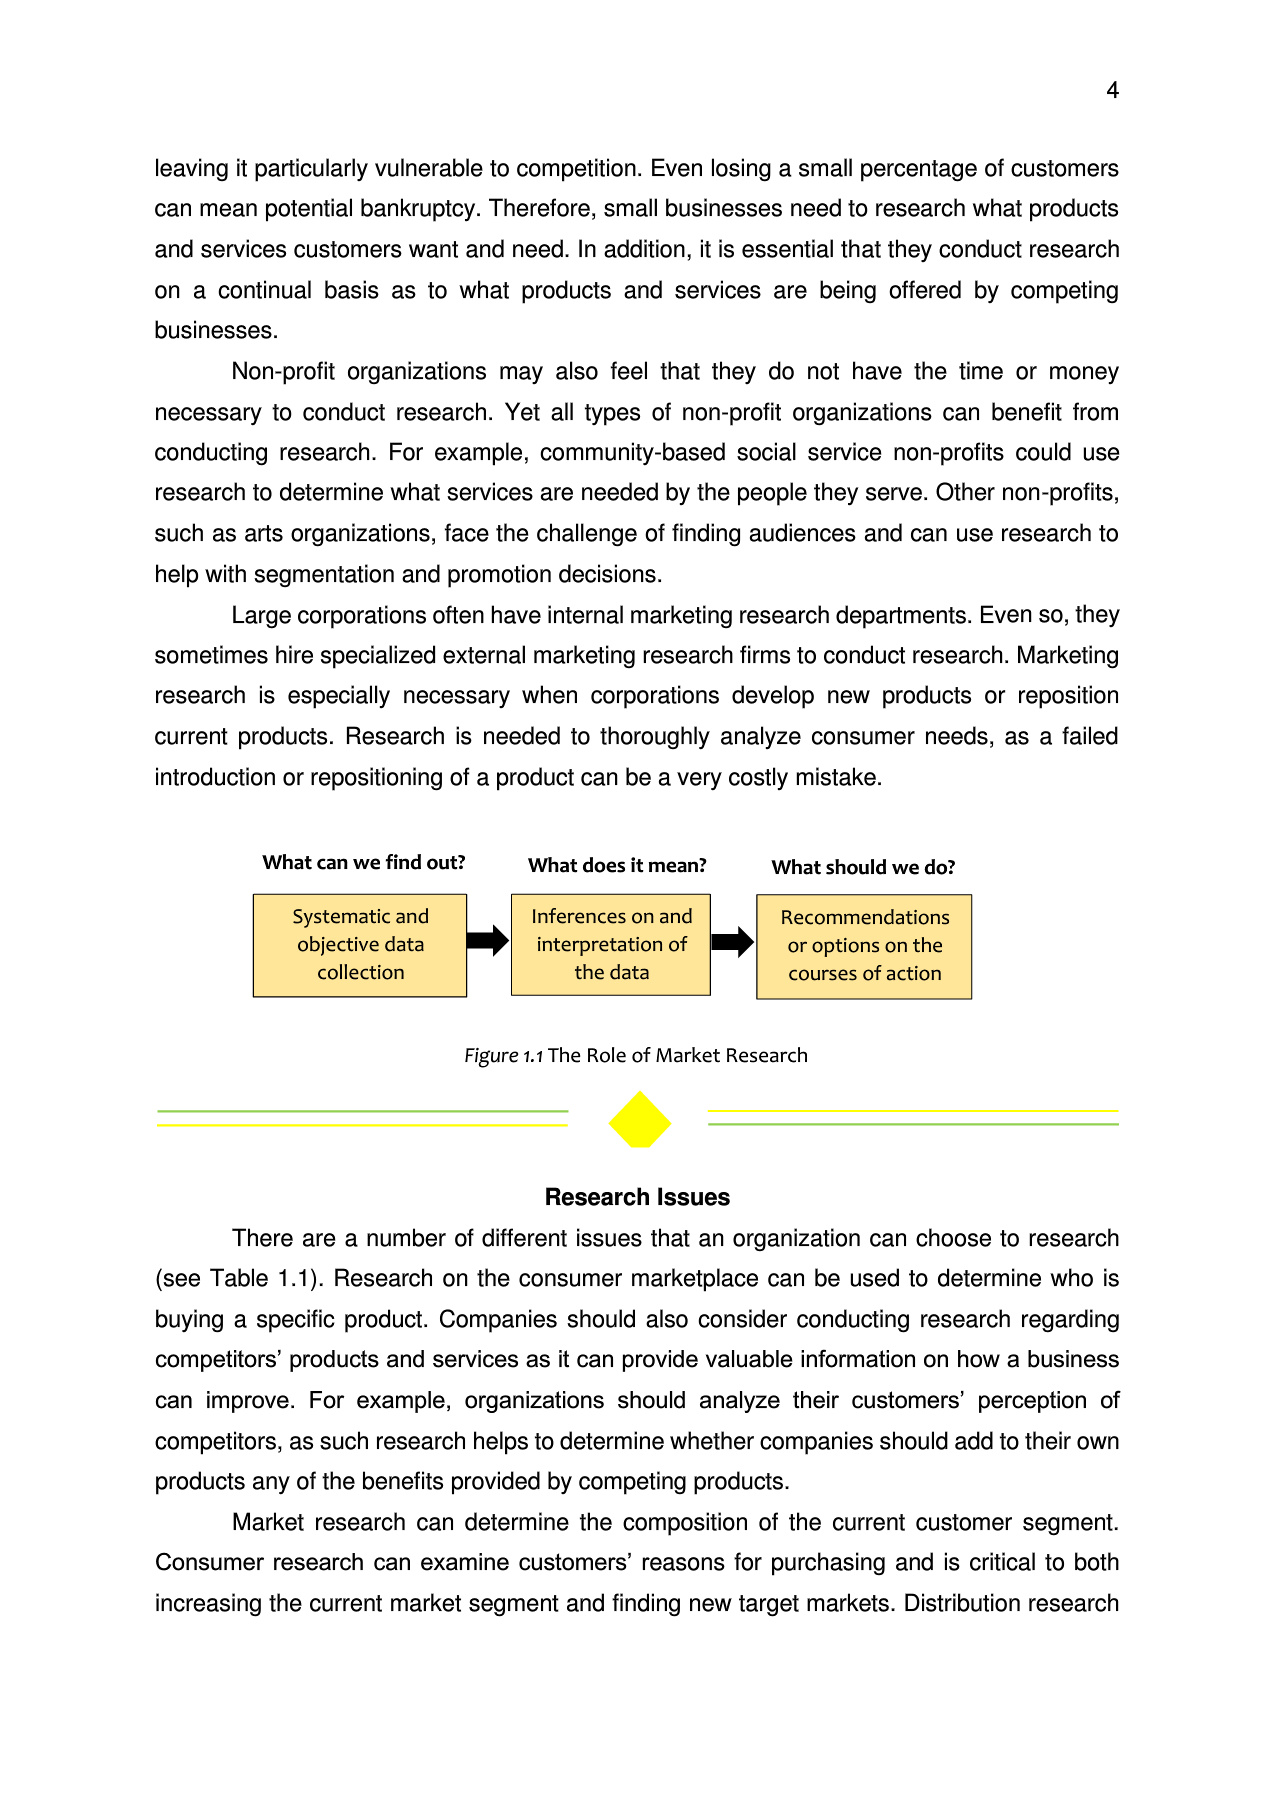 4
leaving it particularly vulnerable to competition. Even losing a small percentage of customers
can mean potential bankruptcy. Therefore, small businesses need to research what products
and services customers want and need. In addition, it is essential that they conduct research
on a continual basis as to what products and services are being offered by competing
businesses.
Non-profit organizations may also feel that they do not have the time or money
necessary to conduct research. Yet all types of non-profit organizations can benefit from
conducting research. For example, community-based social service non-profits could use
research to determine what services are needed by the people they serve. Other non-profits,
such as arts organizations, face the challenge of finding audiences and can use research to
help with segmentation and promotion decisions.
Large corporations often have internal marketing research departments. Even so, they
sometimes hire specialized external marketing research firms to conduct research. Marketing
research is especially necessary when corporations develop new products or reposition
current products. Research is needed to thoroughly analyze consumer needs, as a failed
introduction or repositioning of a product can be a very costly mistake.
What can we find out?
Systematic and
objective data
collection
What does it mean?
Inferences on and
interpretation of
the data
What should we do?
Recommendations
or options on the
courses of action
Figure 1.1 The Role of Market Research
Research Issues
There are a number of different issues that an organization can choose to research
(see Table 1.1). Research on the consumer marketplace can be used to determine who is
buying a specific product. Companies should also consider conducting research regarding
competitors’ products and services as it can provide valuable information on how a business
can improve. For example, organizations should analyze their customers’ perception of
competitors, as such research helps to determine whether companies should add to their own
products any of the benefits provided by competing products.
Market research can determine the composition of the current customer segment.
Consumer research can examine customers’ reasons for purchasing and is critical to both
increasing the current market segment and finding new target markets. Distribution research